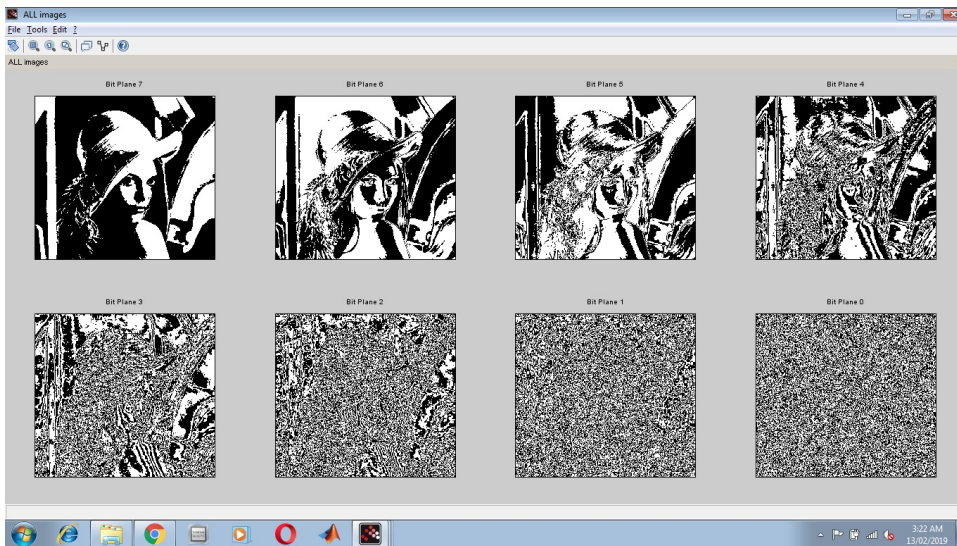 ALL images
File Tools Edit ?
ALL images
Bit Plane 7 Bit Plane 6 Bit Plane 5 Bit Plane 4
Bit Plane 3 Bit Plane 2 Bit Plane 1 Bit Plane 0
3:22 AM
13/02/2019